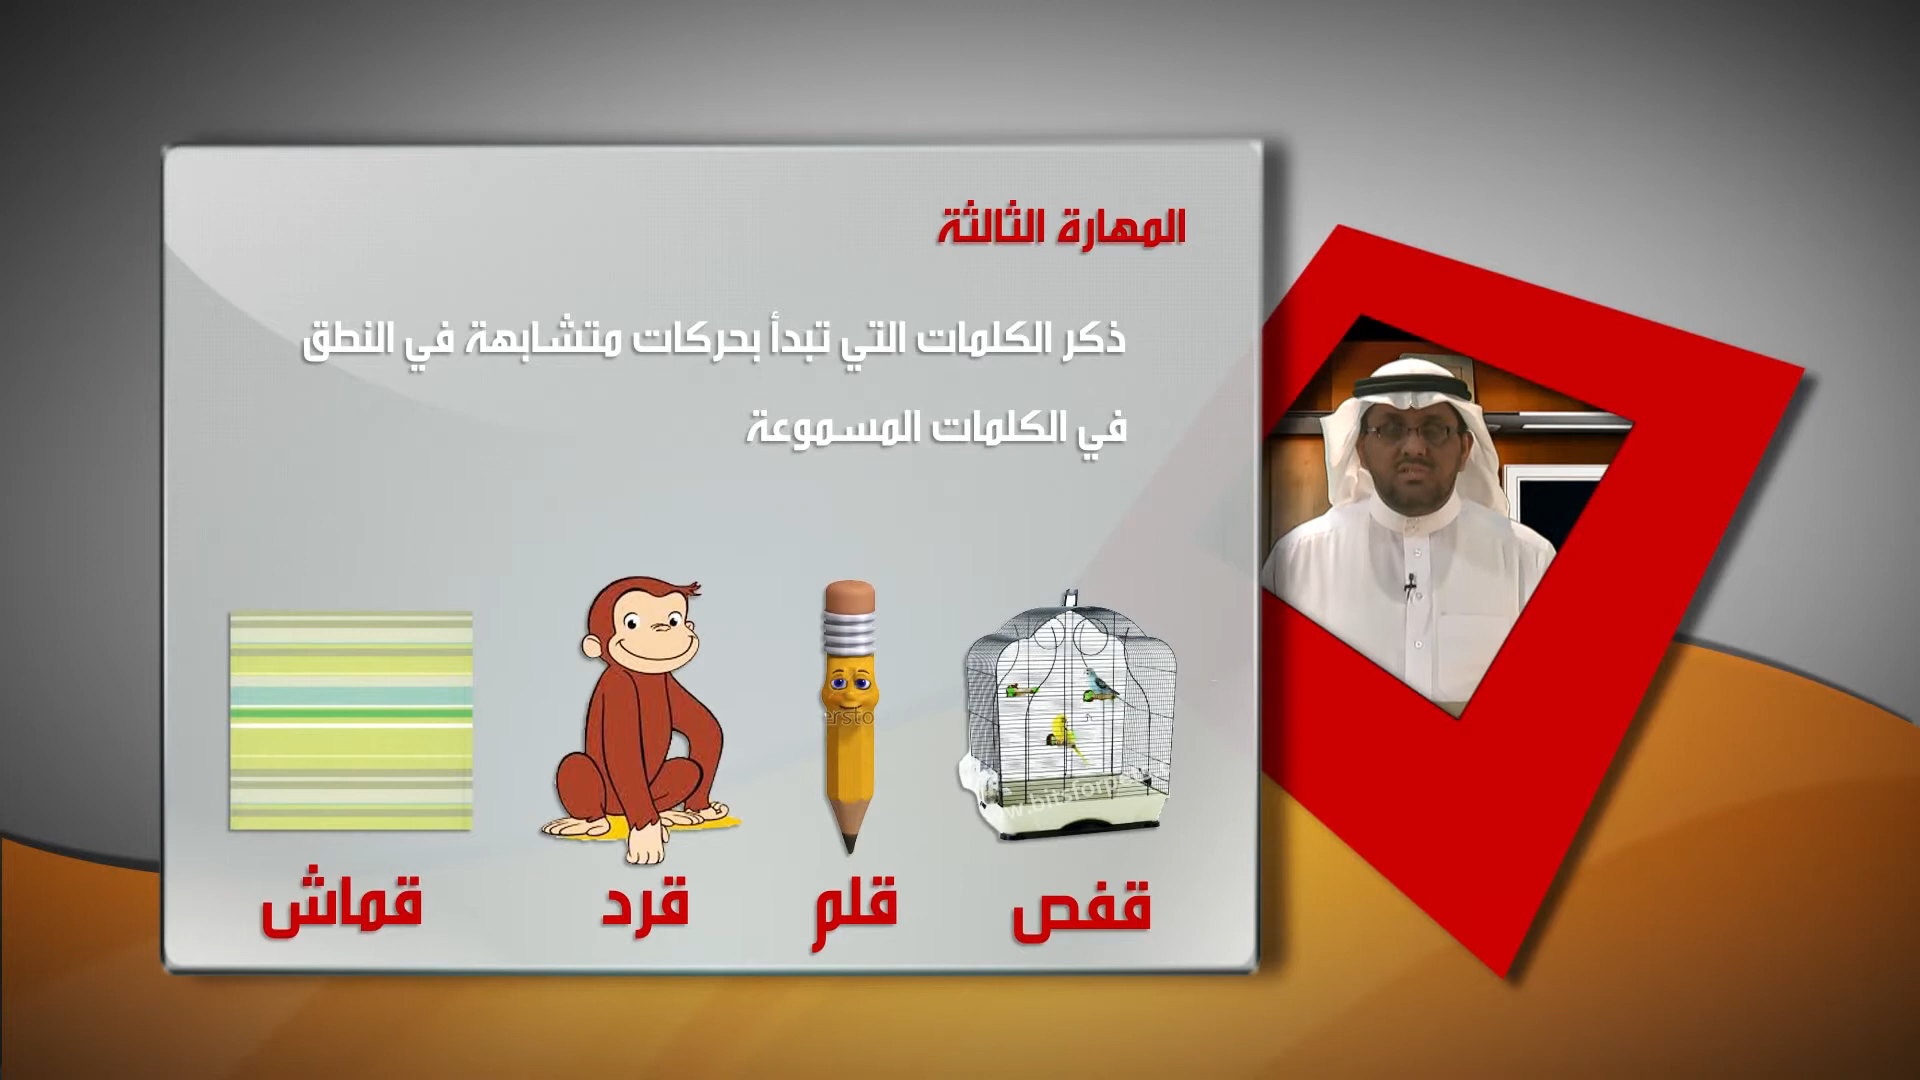 المهارة الثالثة
ذكر الكلمات التي تبدأ بحركات متشابهة في النطق
في الكلمات المسموعة
قفص
قلم
قرد
قماش